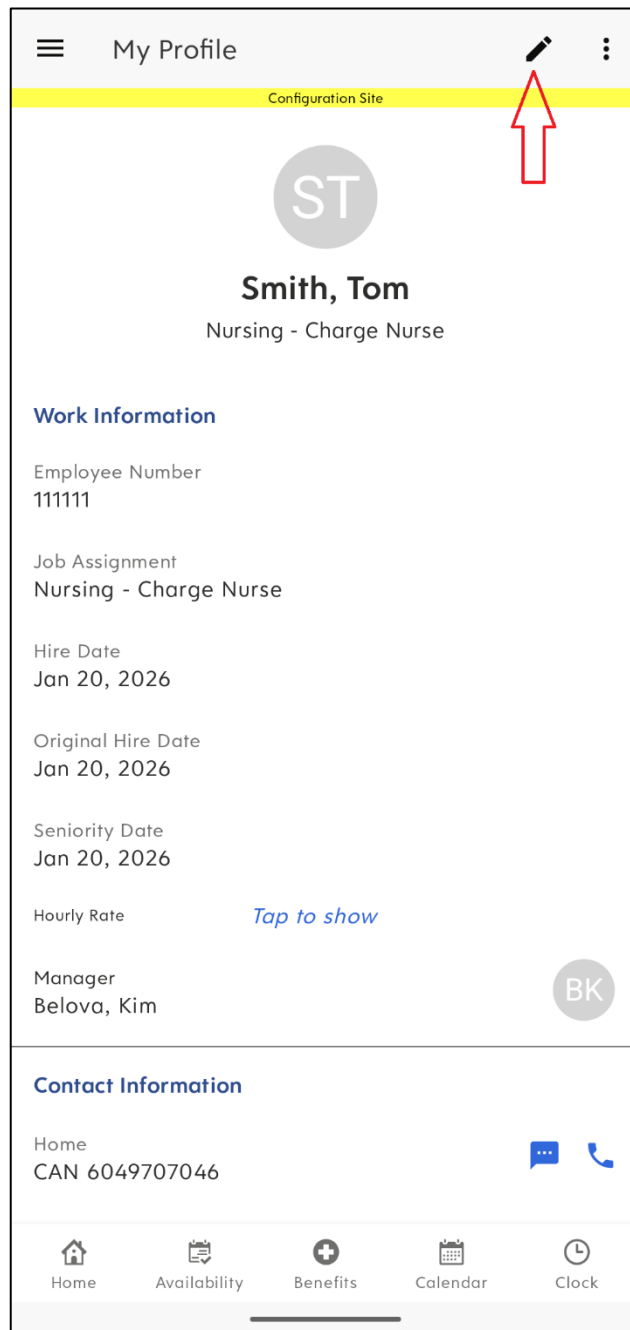 My Profile
Configuration Site
ST
Smith, Tom
Nursing - Charge Nurse
Work Information
Employee Number
111111
Job Assignment
Nursing - Charge Nurse
Hire Date
Jan 20, 2026
Original Hire Date
Jan 20, 2026
Seniority Date
Jan 20, 2026
Hourly Rate Tap to show
Manager
Belova, Kim
BK
Contact Information
Home
CAN 6049707046
Home Availability Benefits Calendar Clock